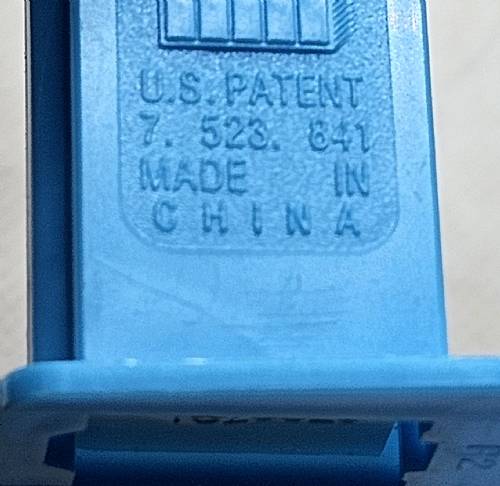 U.S. PATENT
7. 523. 841
MADE IN
CHINA